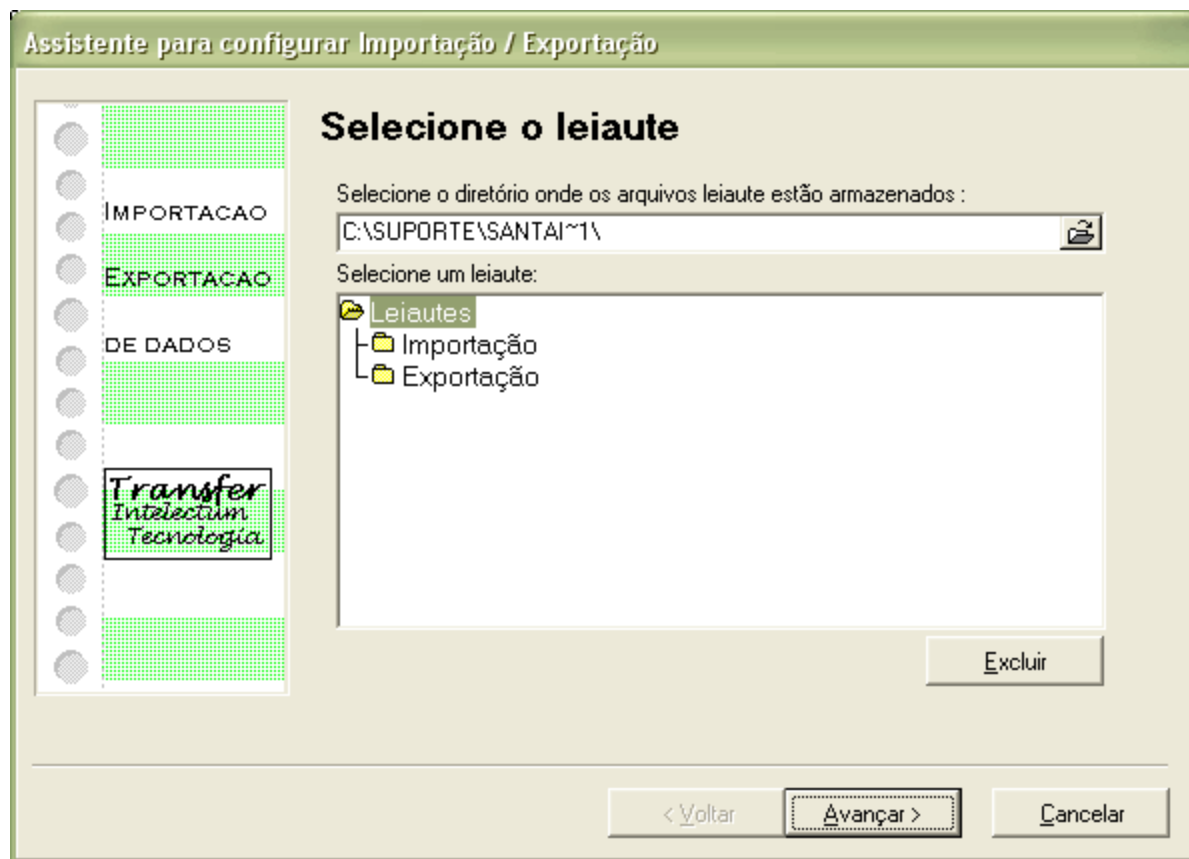 Assistente para configurar Importação / Exportação
IMPORTACAO
EXPORTACAO
DE DADOS
Transfer
Intelectum
Tecnologia
Selecione o leiaute
Selecione o diretório onde os arquivos leiaute estão armazenados :
C:\SUPORTE\SANTAI~1\
Selecione um leiaute:
Leiautes
Importação
Exportação
Excluir
< Voltar
Avançar >
Cancelar